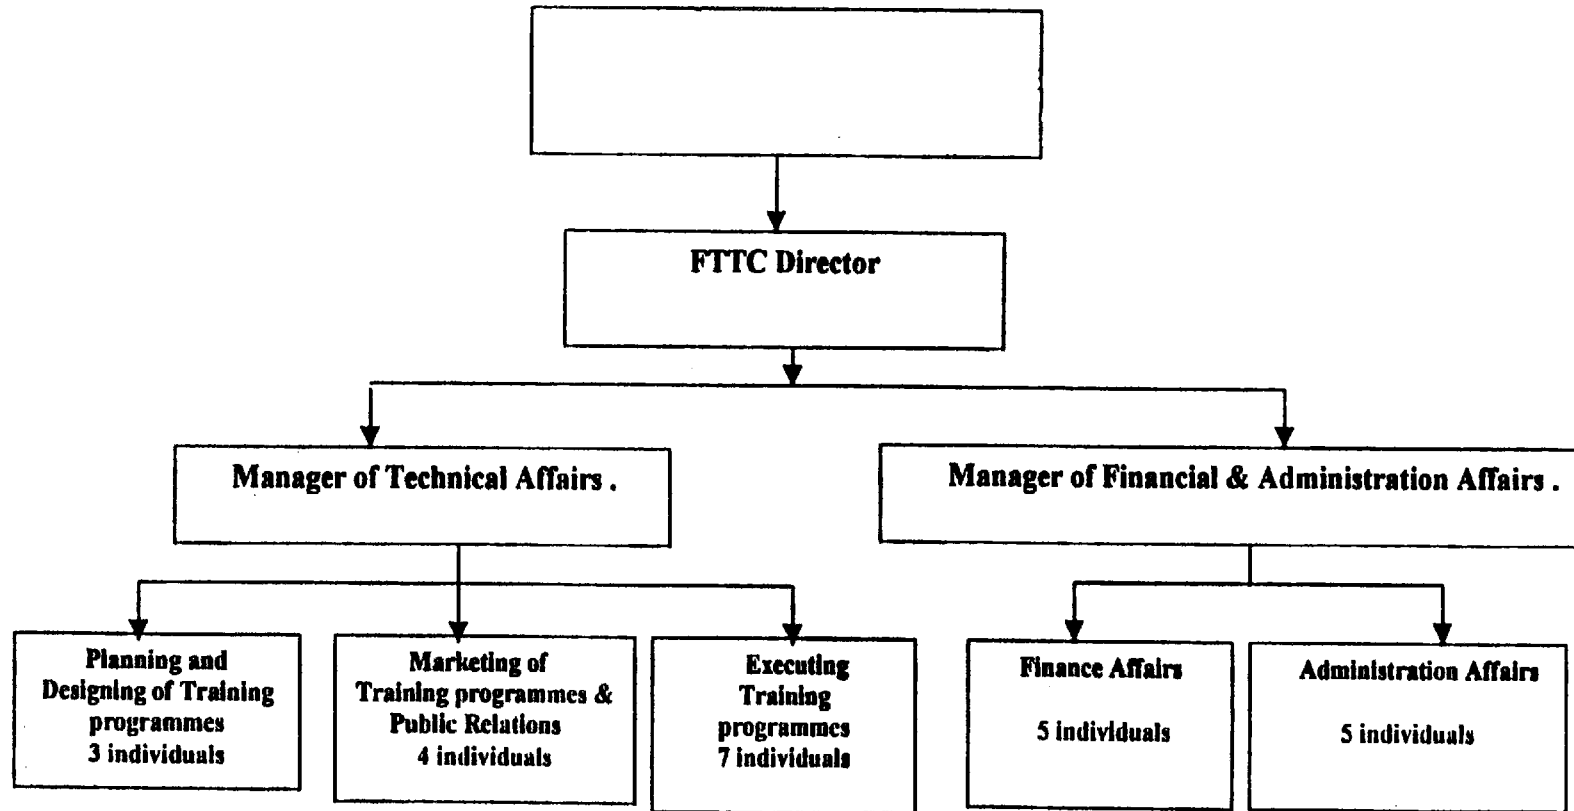 FTTC Director
Manager of Technical Affairs .
Manager of Financial & Administration Affairs .
Planning and
Designing of Training
programmes
3 individuals
Marketing of
Training programmes &
Public Relations
4 individuals
Executing
Training
programmes
7 individuals
Finance Affairs
5 individuals
Administration Affairs
5 individuals